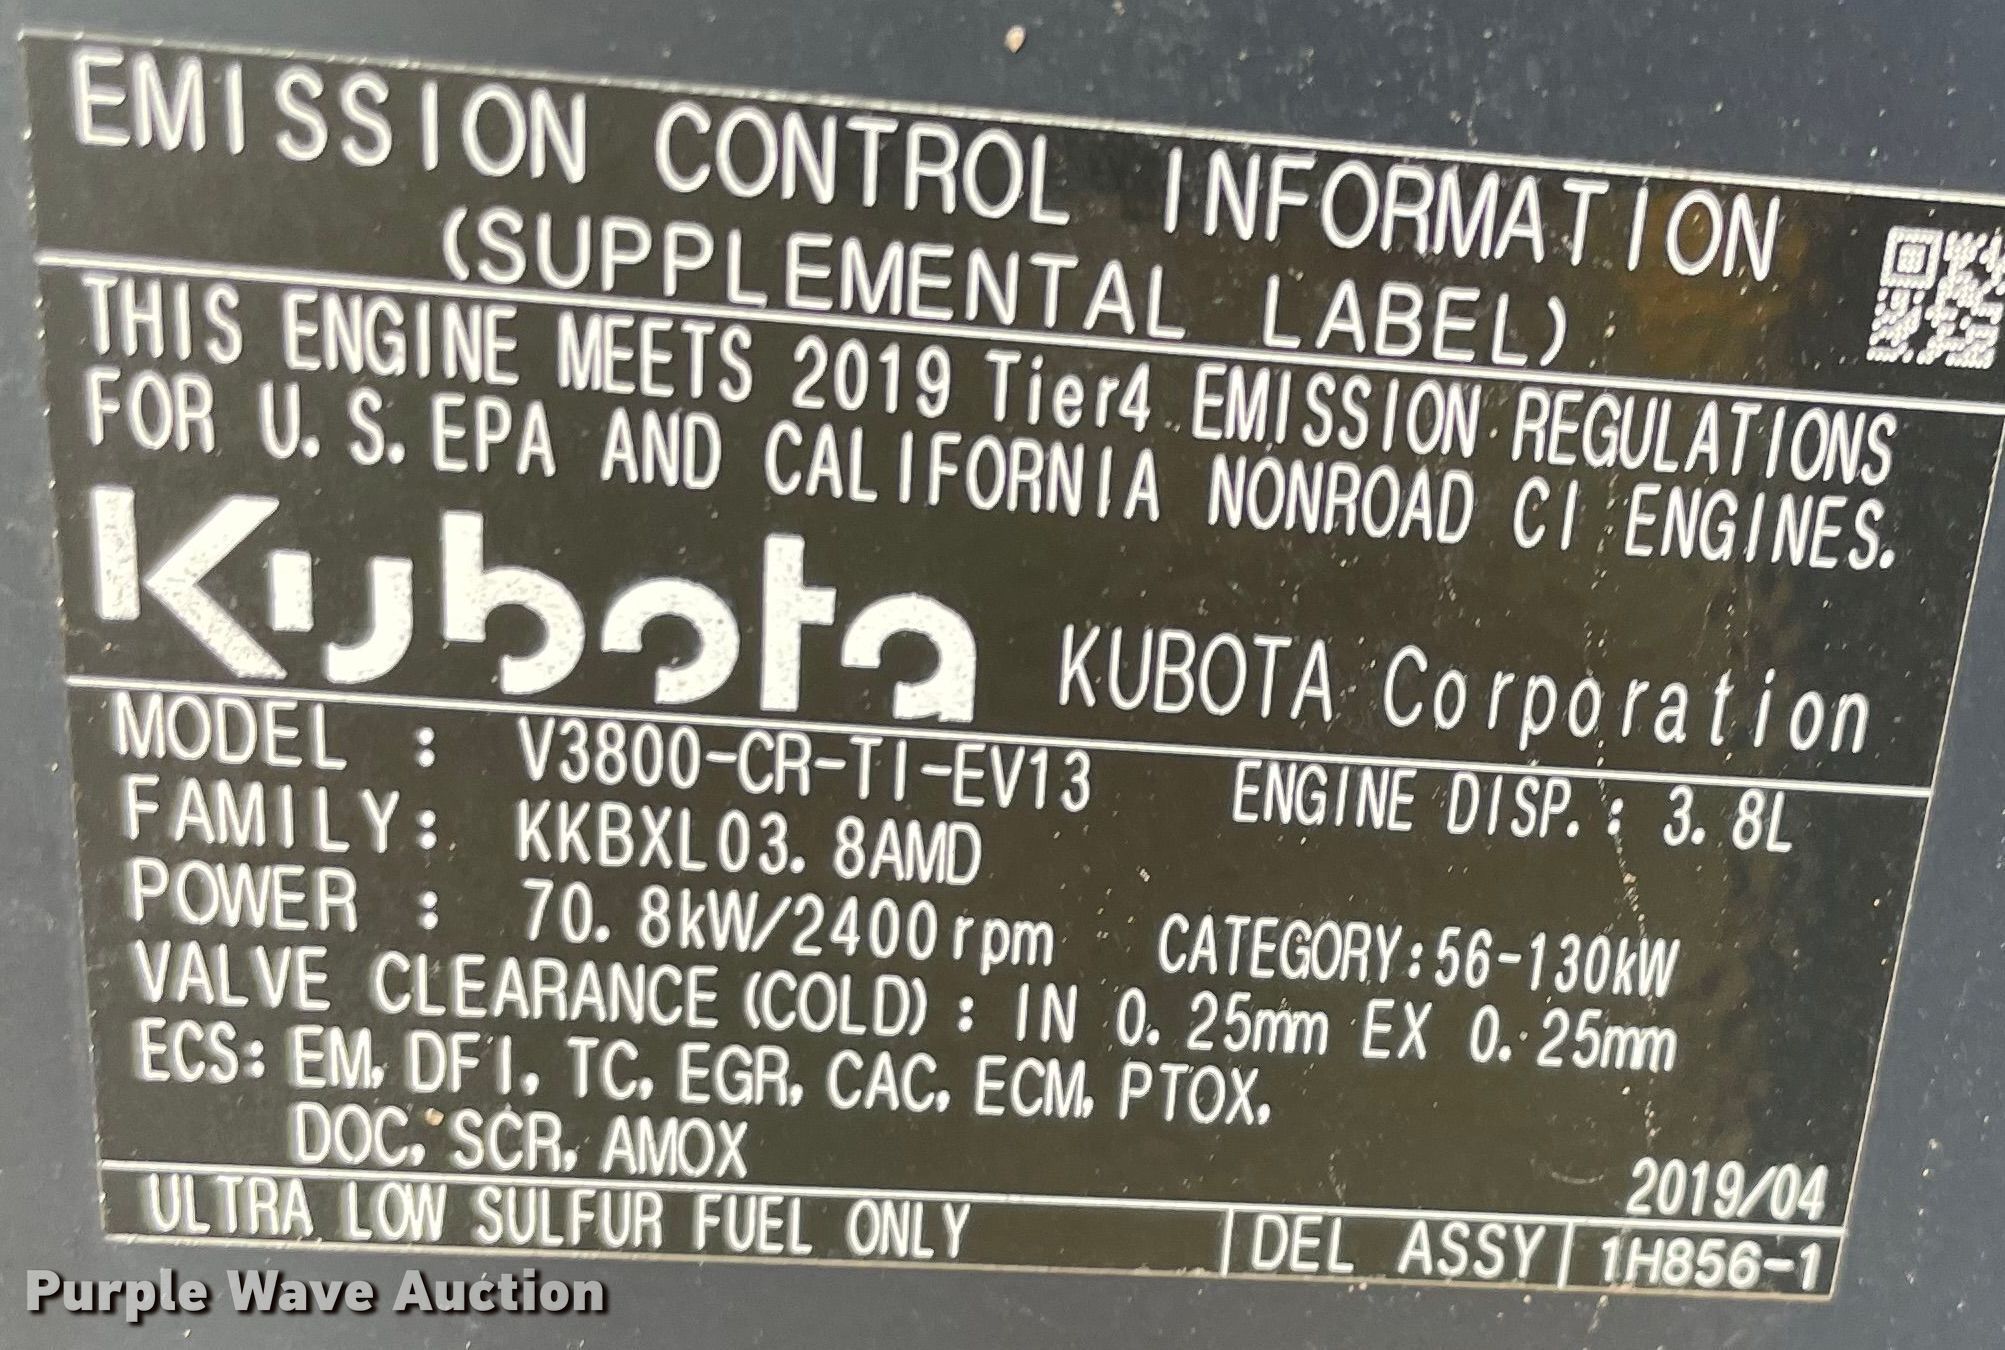 EMISSION CONTROL INFORMATION
(SUPPLEMENTAL LABEL)
THIS ENGINE MEETS 2019 Tier4 EMISSION REGULATIONS
FOR U.S.EPA AND CALIFORNIA NONROAD CI ENGINES.
Kubota KUBOTA Corporation
MODEL : V3800-CR-TI-EV13 ENGINE DISP. : 3.8L
FAMILY: KKBXL03.8AMD
POWER : 70.8kW/2400rpm CATEGORY:56-130kW
VALVE CLEARANCE(COLD): IN 0.25mm EX 0.25mm
ECS: EM, DFI, TC, EGR, CAC, ECM, PTOX,
DOC, SCR, AMOX
2019/04
ULTRA LOW SULFUR FUEL ONLY DEL ASSY 1H856-1
Purple Wave Auction